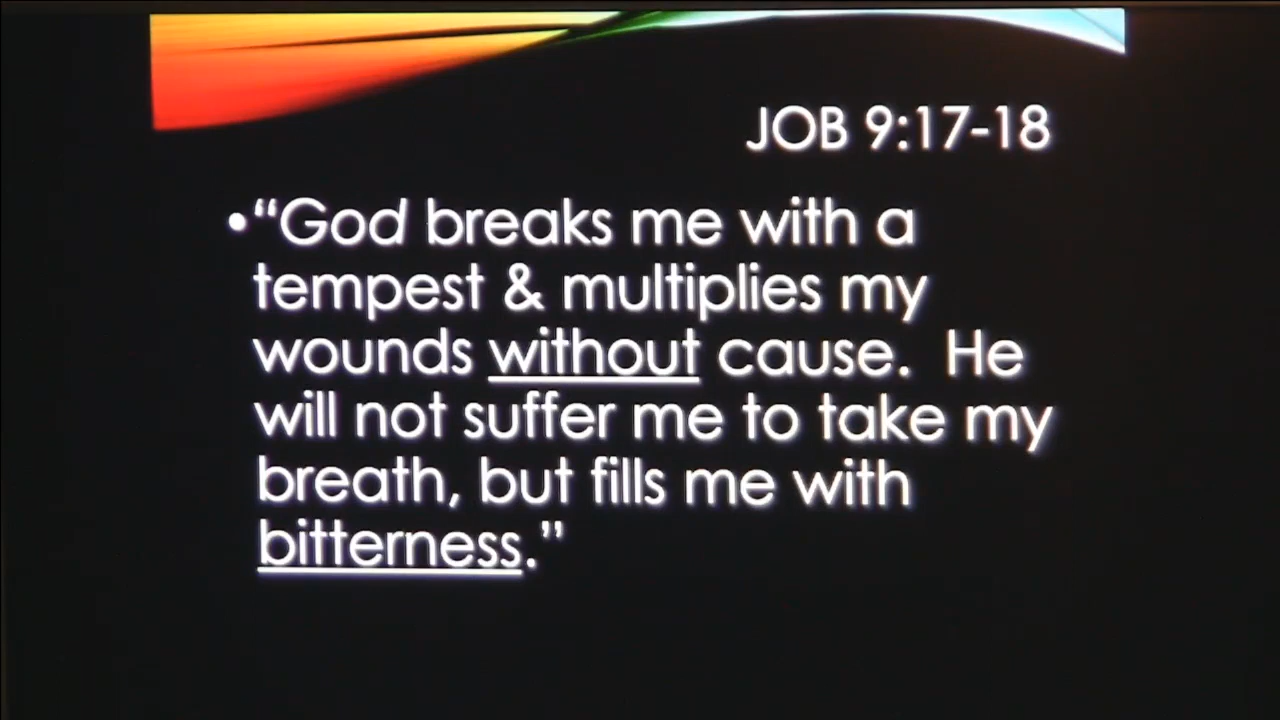 JOB 9:17-18
•“God breaks me with a
tempest & multiplies my
wounds without cause.  He
will not suffer me to take my
breath, but fills me with
bitterness.”